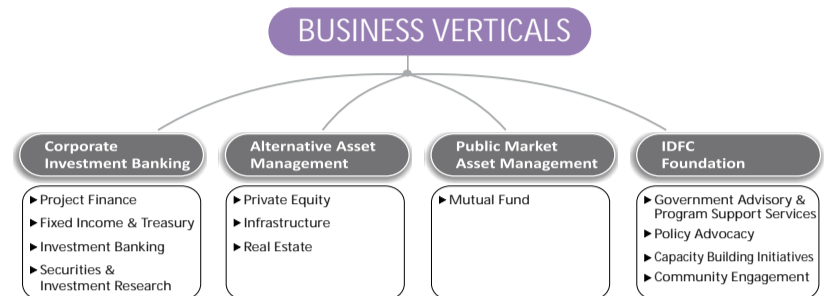 BUSINESS VERTICALS
Corporate
Investment Banking
▶ Project Finance
▶ Fixed Income & Treasury
▶ Investment Banking
▶ Securities &
Investment Research
Alternative Asset
Management
▶ Private Equity
▶ Infrastructure
▶ Real Estate
Public Market
Asset Management
▶ Mutual Fund
IDFC
Foundation
▶ Government Advisory &
Program Support Services
▶ Policy Advocacy
▶ Capacity Building Initiatives
▶ Community Engagement